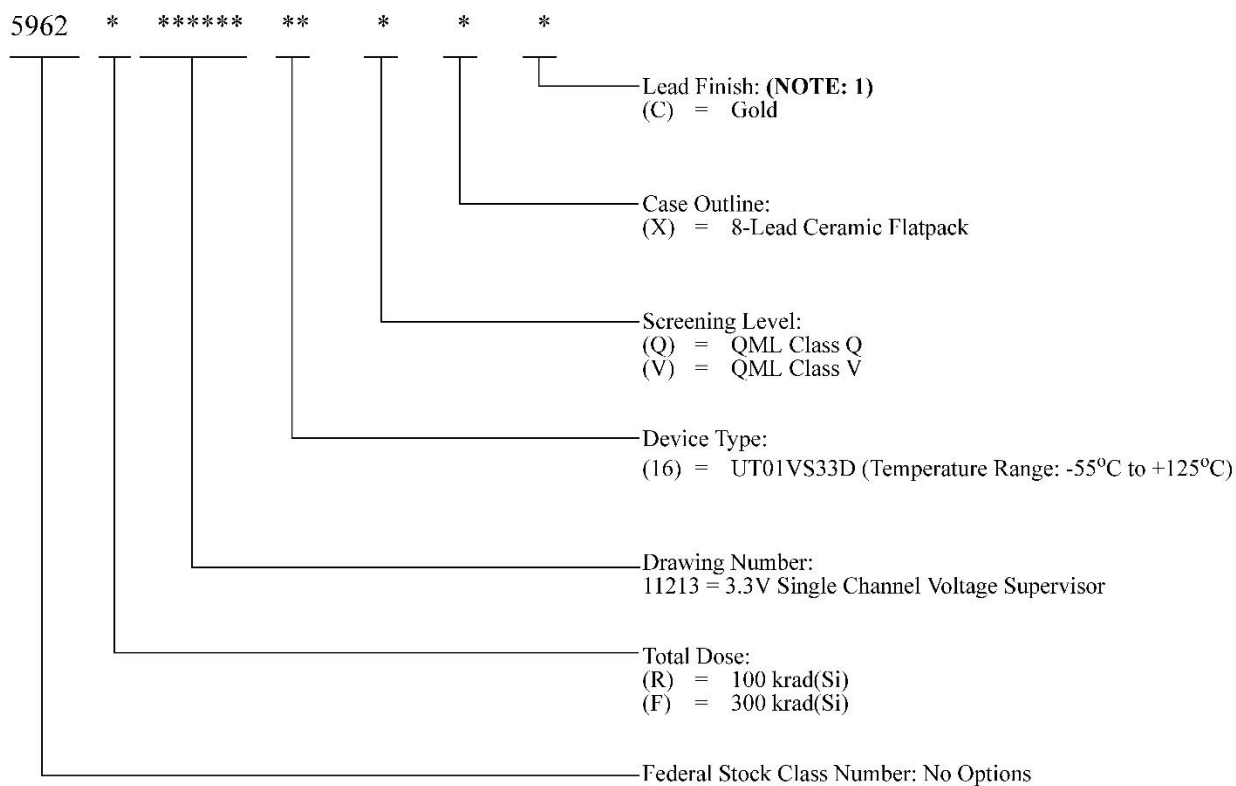 5962 * ****** ** * * *
Lead Finish: (NOTE: 1)
(C) = Gold
Case Outline:
(X) = 8-Lead Ceramic Flatpack
Screening Level:
(Q) = QML Class Q
(V) = QML Class V
Device Type:
(16) = UT01VS33D (Temperature Range: -55°C to +125°C)
Drawing Number:
11213 = 3.3V Single Channel Voltage Supervisor
Total Dose:
(R) = 100 krad(Si)
(F) = 300 krad(Si)
Federal Stock Class Number: No Options